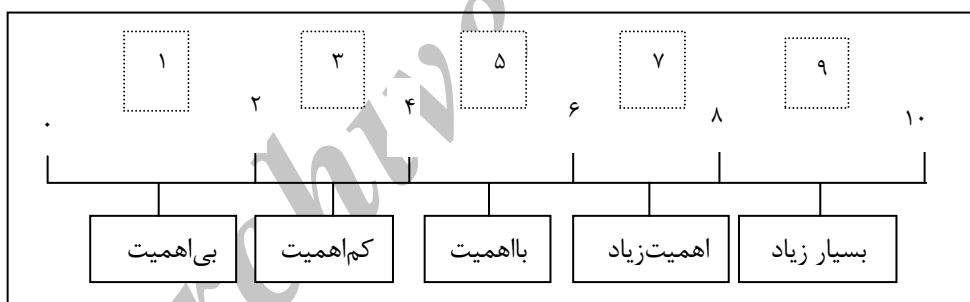 ۱ ۳ ۵ ۷ ۹
۰ ۲ ۴ ۶ ۸ ۱۰
بی‌اهمیت کم‌اهمیت بااهمیت اهمیت‌زیاد بسیار زیاد